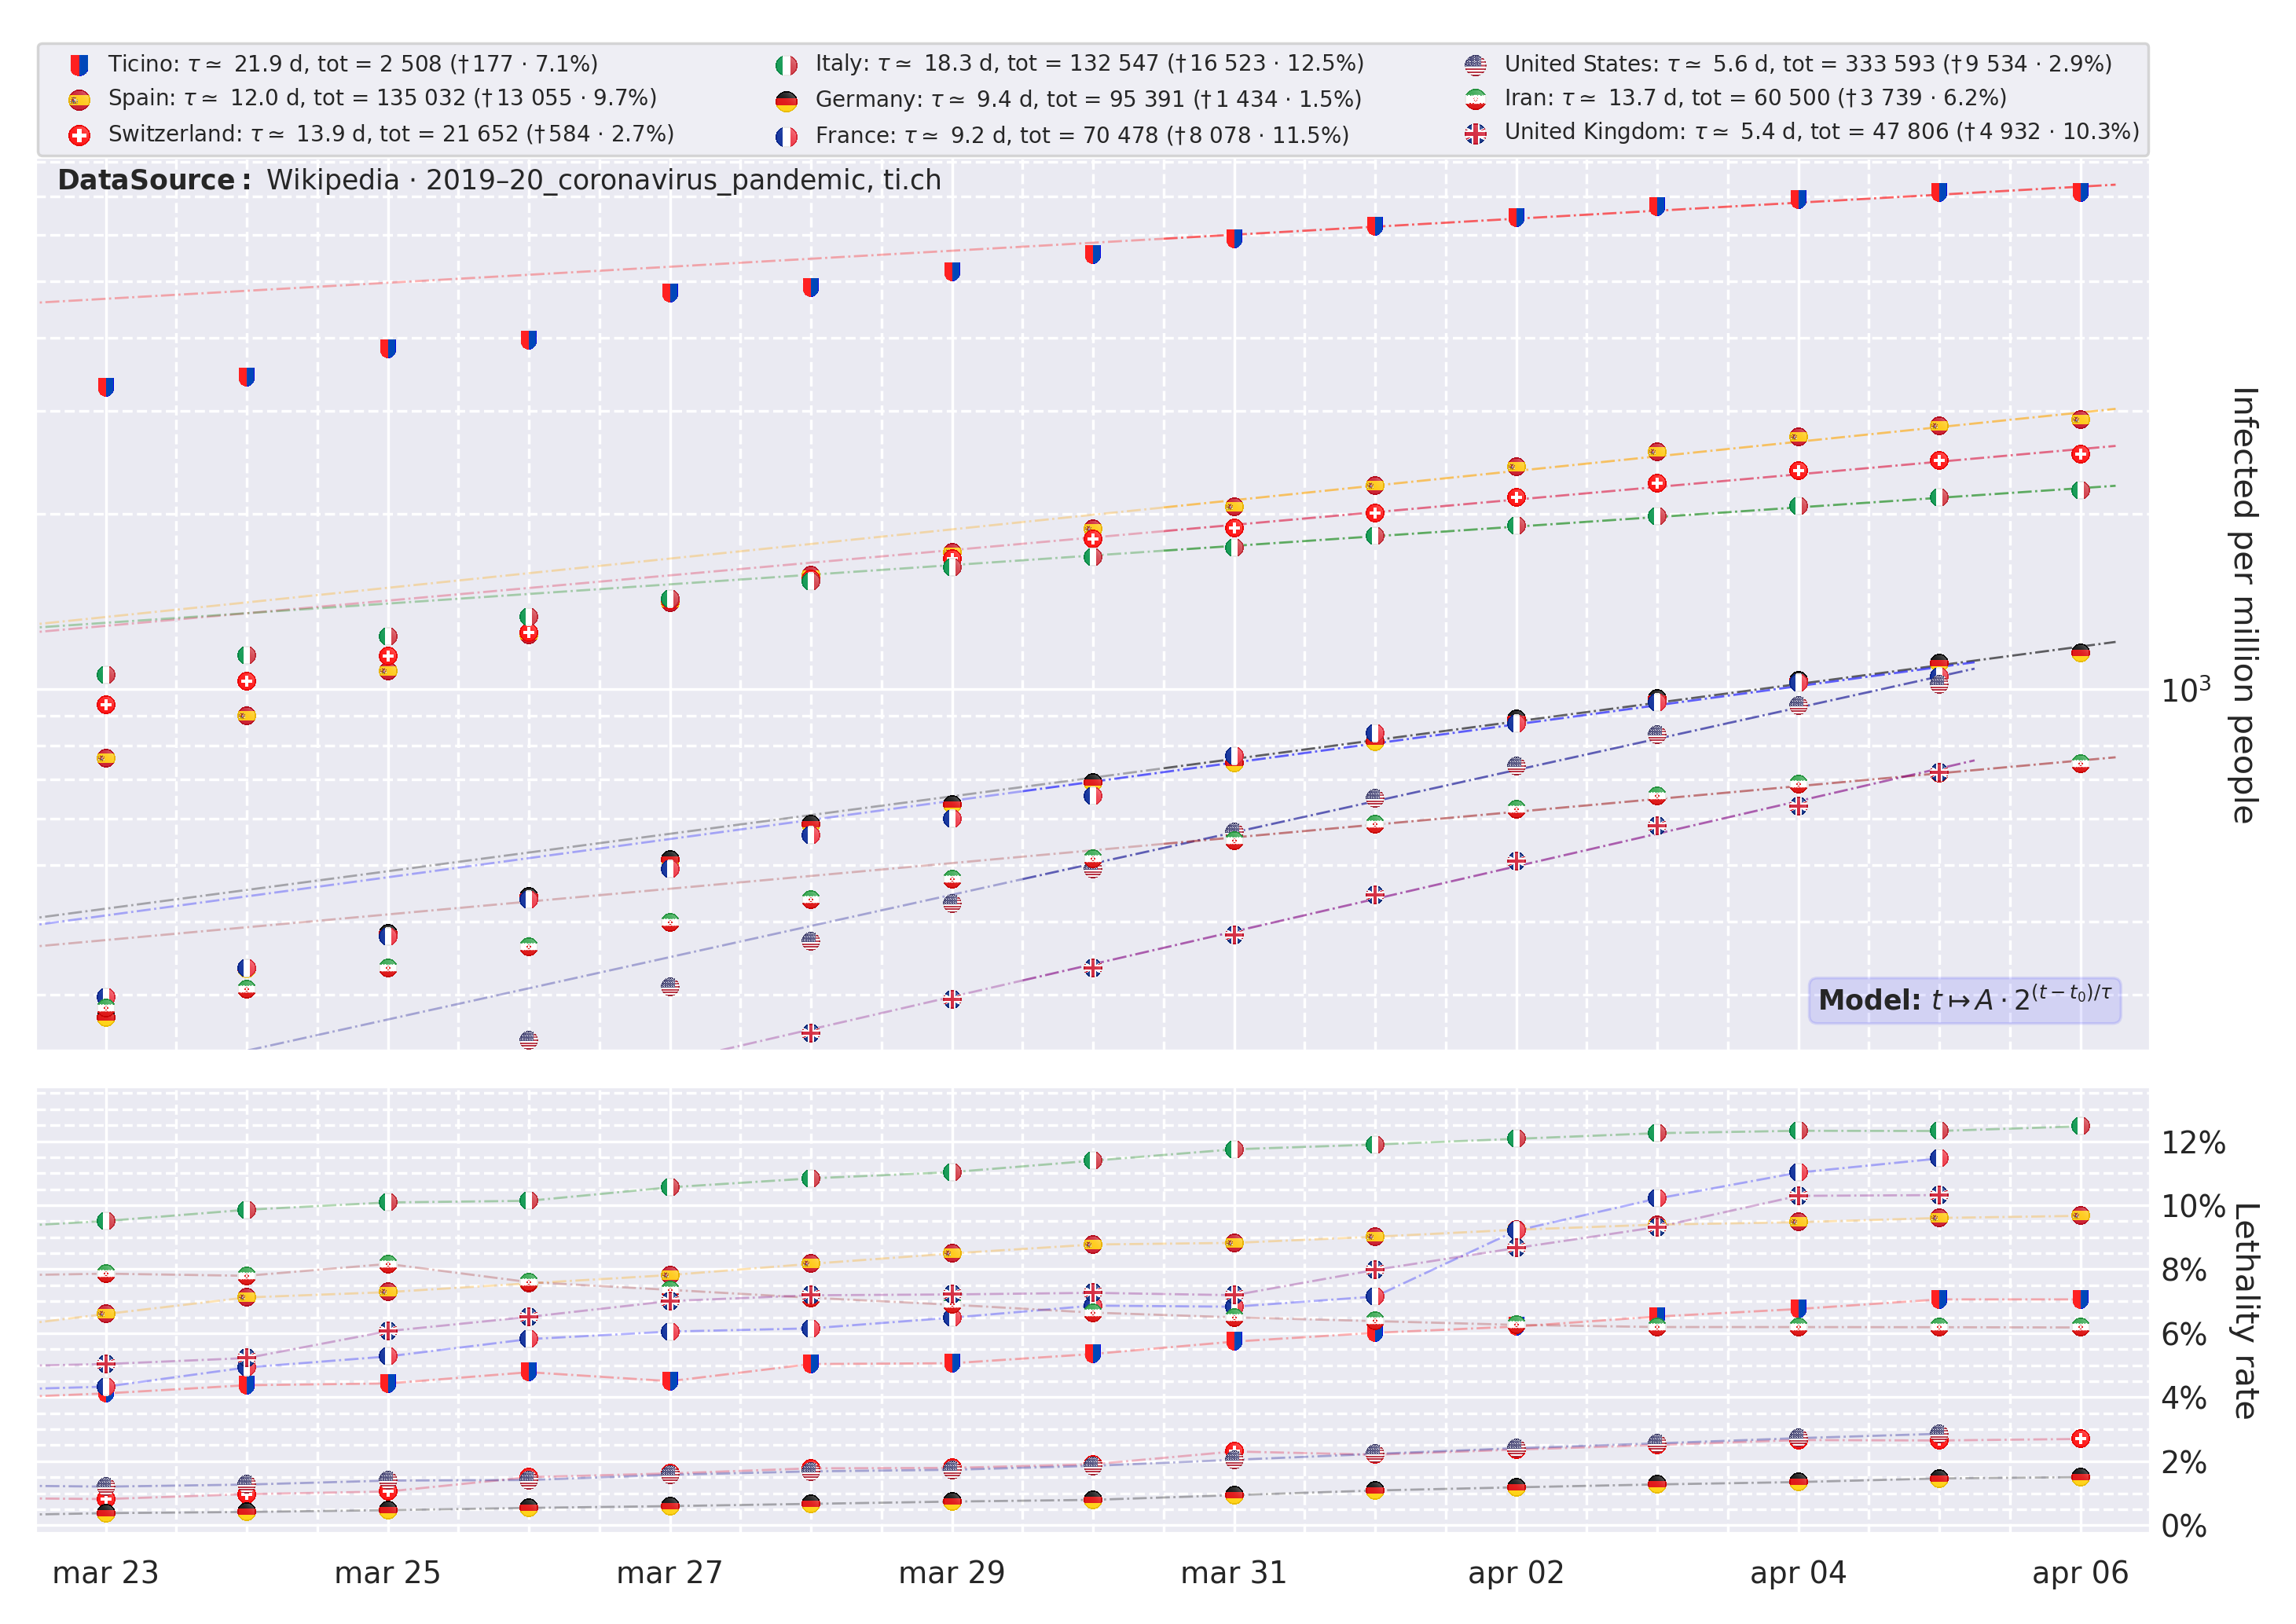 Ticino: τ ≃ 21.9 d, tot = 2 508 (†177 · 7.1%)
Spain: τ ≃ 12.0 d, tot = 135 032 (†13 055 · 9.7%)
Switzerland: τ ≃ 13.9 d, tot = 21 652 (†584 · 2.7%)
Italy: τ ≃ 18.3 d, tot = 132 547 (†16 523 · 12.5%)
Germany: τ ≃ 9.4 d, tot = 95 391 (†1 434 · 1.5%)
France: τ ≃ 9.2 d, tot = 70 478 (†8 078 · 11.5%)
United States: τ ≃ 5.6 d, tot = 333 593 (†9 534 · 2.9%)
Iran: τ ≃ 13.7 d, tot = 60 500 (†3 739 · 6.2%)
United Kingdom: τ ≃ 5.4 d, tot = 47 806 (†4 932 · 10.3%)
DataSource: Wikipedia · 2019–20_coronavirus_pandemic, ti.ch
Infected per million people
10³
Model: t ↦ A · 2^{(t − t₀)/τ}
12%
10%
8%
6%
4%
2%
0%
Lethality rate
mar 23 mar 25 mar 27 mar 29 mar 31 apr 02 apr 04 apr 06